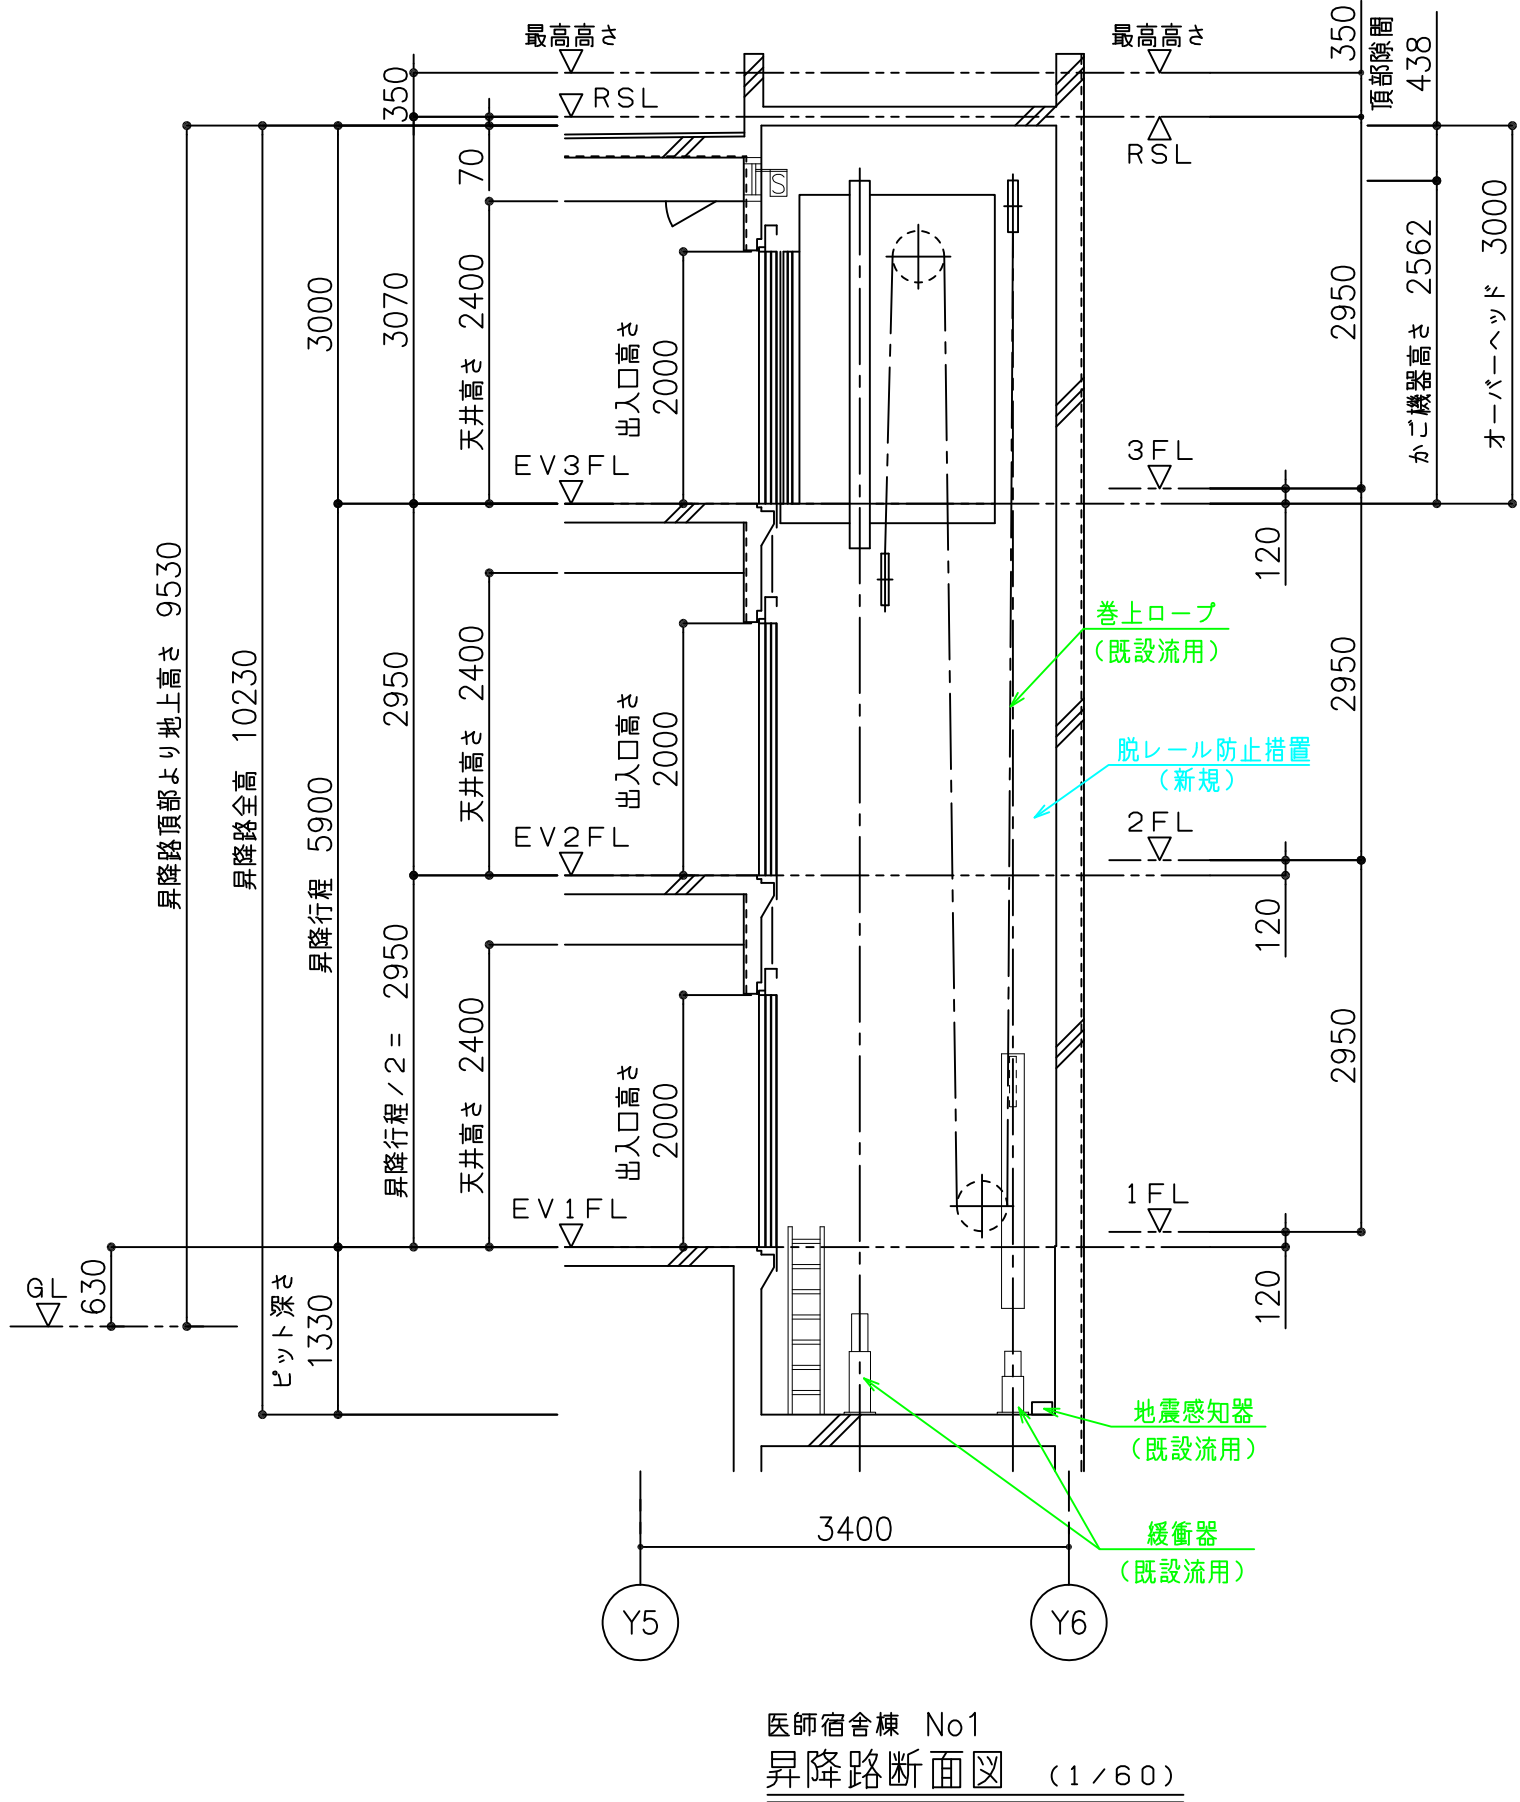 最高高さ
最高高さ
350
RSL
350
頂部隙間
438
RSL
70
S
3000
3070
天井高さ 2400
出入口高さ
2000
2950
かご機器高さ 2562
オーバーヘッド 3000
EV3FL
3FL
120
昇降路頂部より地上高さ 9530
昇降路全高 10230
昇降行程 5900
2950
天井高さ 2400
出入口高さ
2000
巻上ロープ
(既設流用)
2950
脱レール防止措置
(新規)
EV2FL
2FL
120
昇降行程/2= 2950
天井高さ 2400
出入口高さ
2000
2950
EV1FL
1FL
120
GL
630
ピット深さ
1330
地震感知器
(既設流用)
3400
緩衝器
(既設流用)
Y5
Y6
医師宿舎棟 No1
昇降路断面図 (1/60)